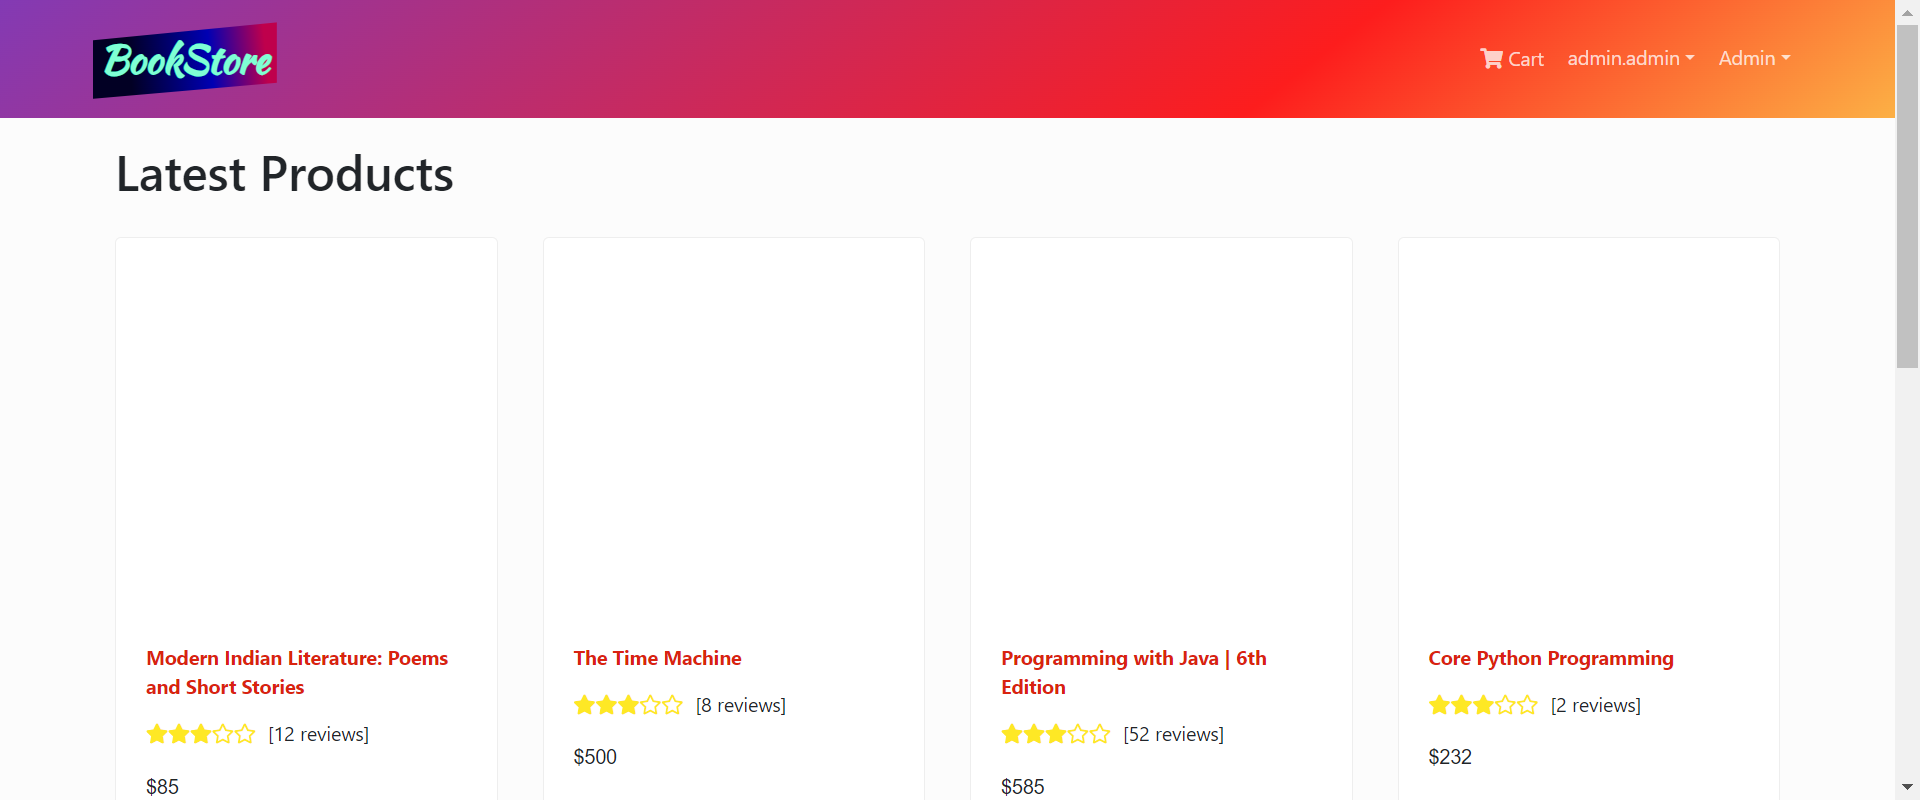 BookStore
Cart admin.admin Admin
Latest Products
Modern Indian Literature: Poems
and Short Stories
[12 reviews]
$85
The Time Machine
[8 reviews]
$500
Programming with Java | 6th
Edition
[52 reviews]
$585
Core Python Programming
[2 reviews]
$232